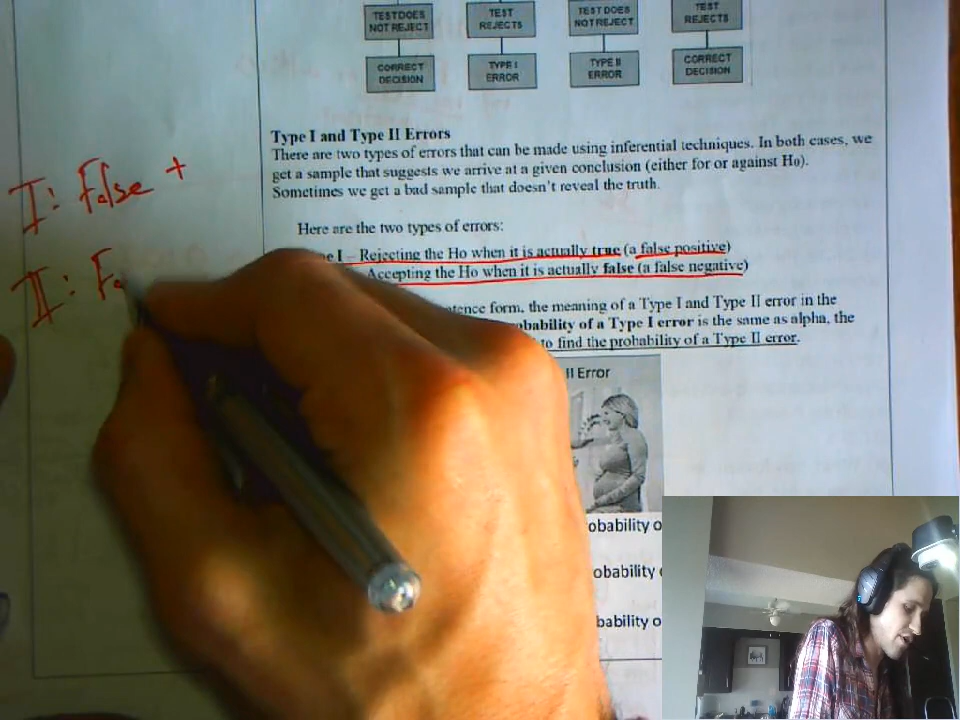 TEST DOES NOT REJECT
TEST REJECTS
TEST DOES NOT REJECT
TEST REJECTS
CORRECT DECISION
TYPE I ERROR
TYPE II ERROR
CORRECT DECISION
Type I and Type II Errors
There are two types of errors that can be made using inferential techniques. In both cases, we
get a sample that suggests we arrive at a given conclusion (either for or against Ho).
Sometimes we get a bad sample that doesn't reveal the truth.
I: False +
Here are the two types of errors:
I – Rejecting the Ho when it is actually true (a false positive)
II: Fa
Accepting the Ho when it is actually false (a false negative)
form, the meaning of a Type I and Type II error in the
of a Type I error is the same as alpha, the
to find the probability of a Type II error.
II Error